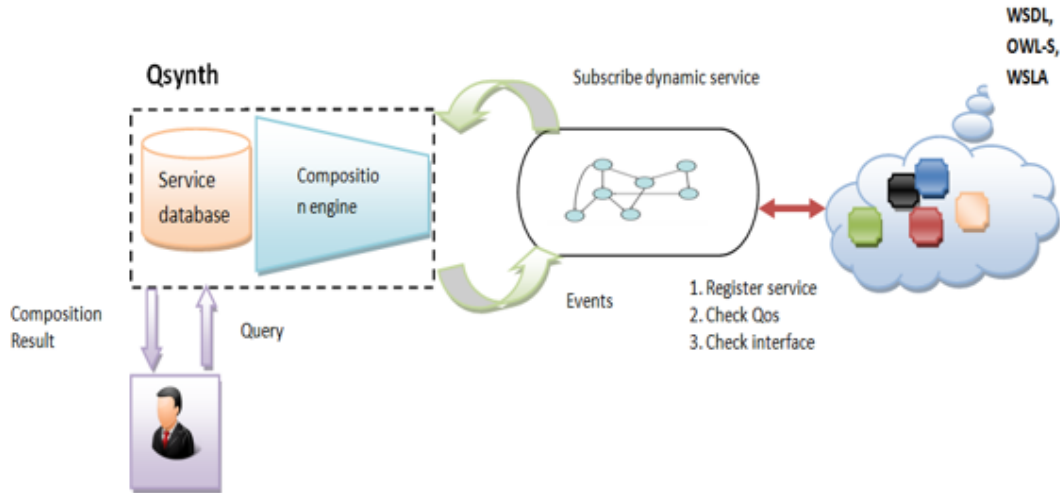 WSDL,
OWL-S,
WSLA
Qsynth
Subscribe dynamic service
Service
database
Compositio
n engine
Events
1. Register service
2. Check Qos
3. Check interface
Composition
Result
Query